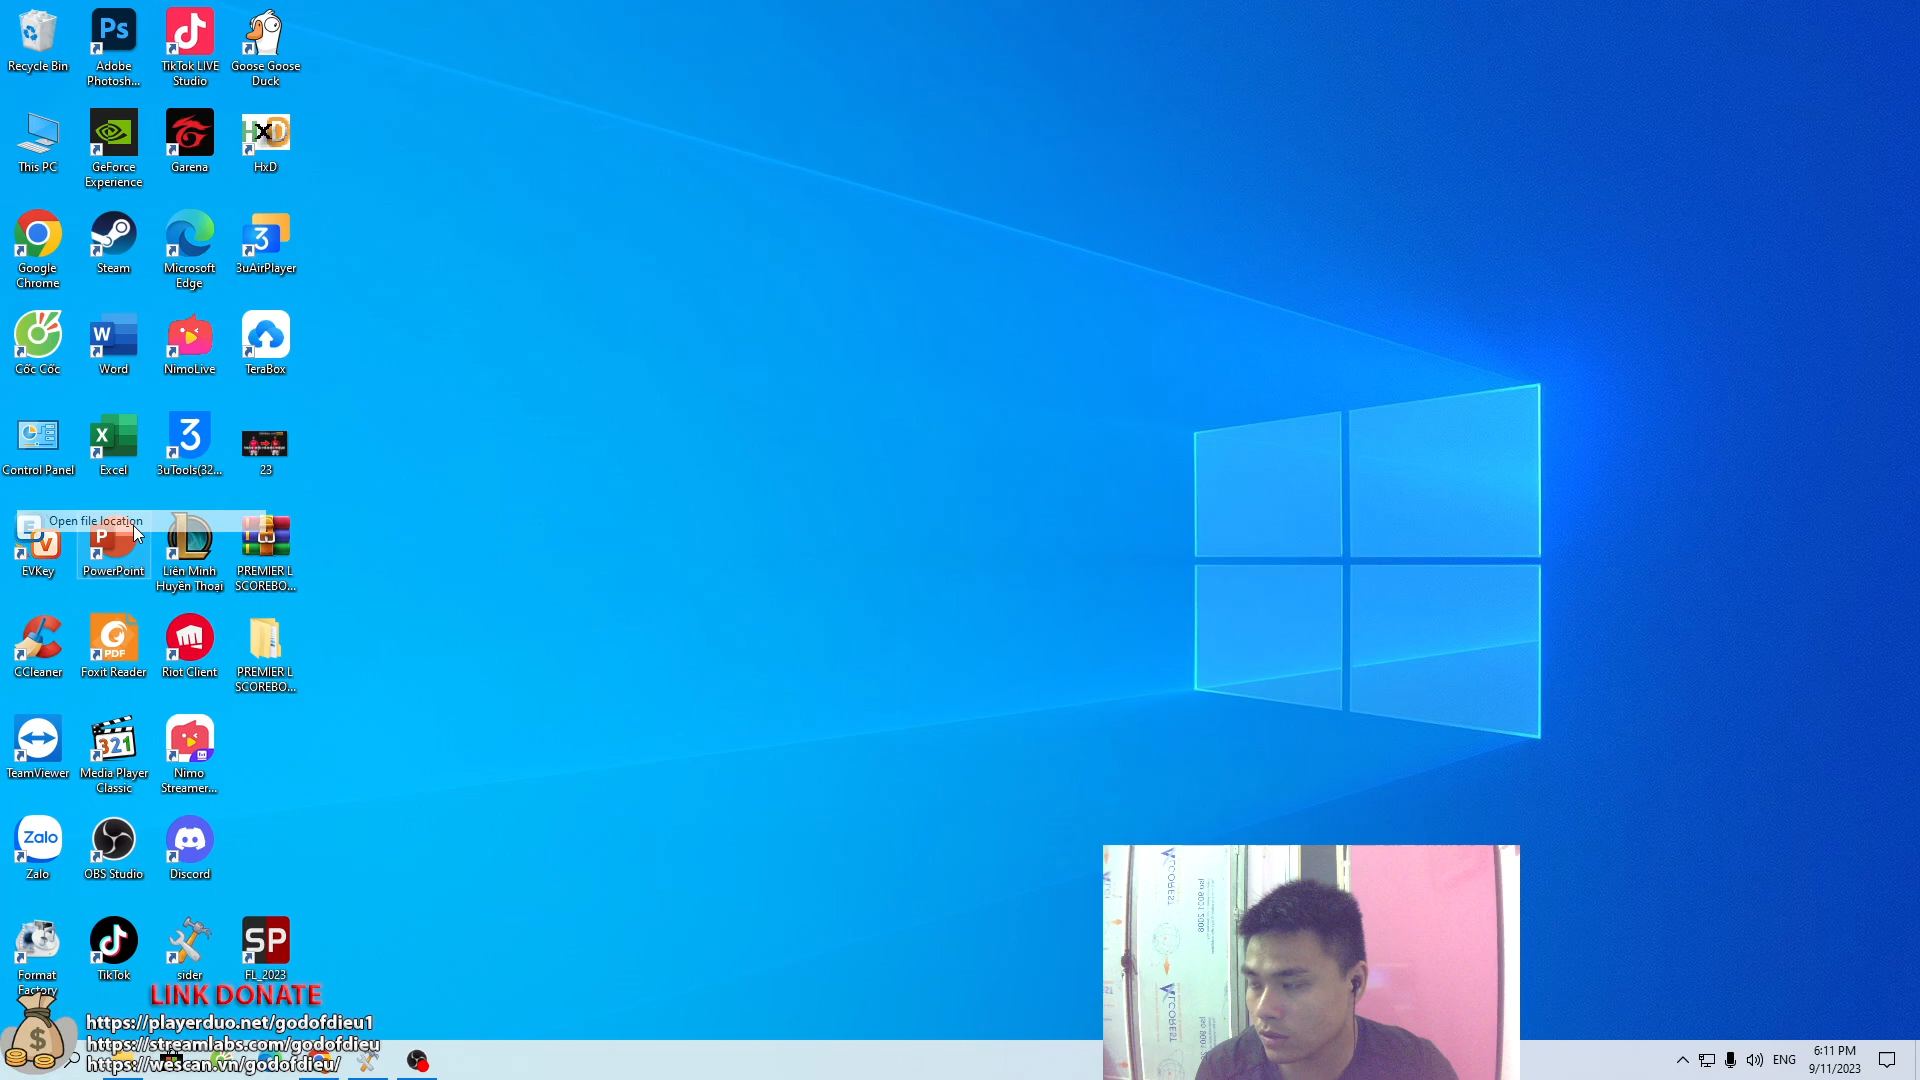 Recycle Bin
Adobe
Photosh...
TikTok LIVE
Studio
Goose Goose
Duck
This PC
GeForce
Experience
Garena
HxD
Google
Chrome
Steam
Microsoft
Edge
3uAirPlayer
Cốc Cốc
Word
NimoLive
TeraBox
Control Panel
Excel
3uTools(32...
23
Open file location
EVKey
PowerPoint
Liên Minh
Huyền Thoại
PREMIER L
SCOREBO...
CCleaner
Foxit Reader
Riot Client
PREMIER L
SCOREBO...
TeamViewer
Media Player
Classic
Nimo
Streamer...
Zalo
Zalo
OBS Studio
Discord
Format
Factory
TikTok
sider
SP
FL_2023
LINK DONATE
https://playerduo.net/godofdieu1
https://streamlabs.com/godofdieu
https://wescan.vn/godofdieu/
ENG
6:11 PM
9/11/2023